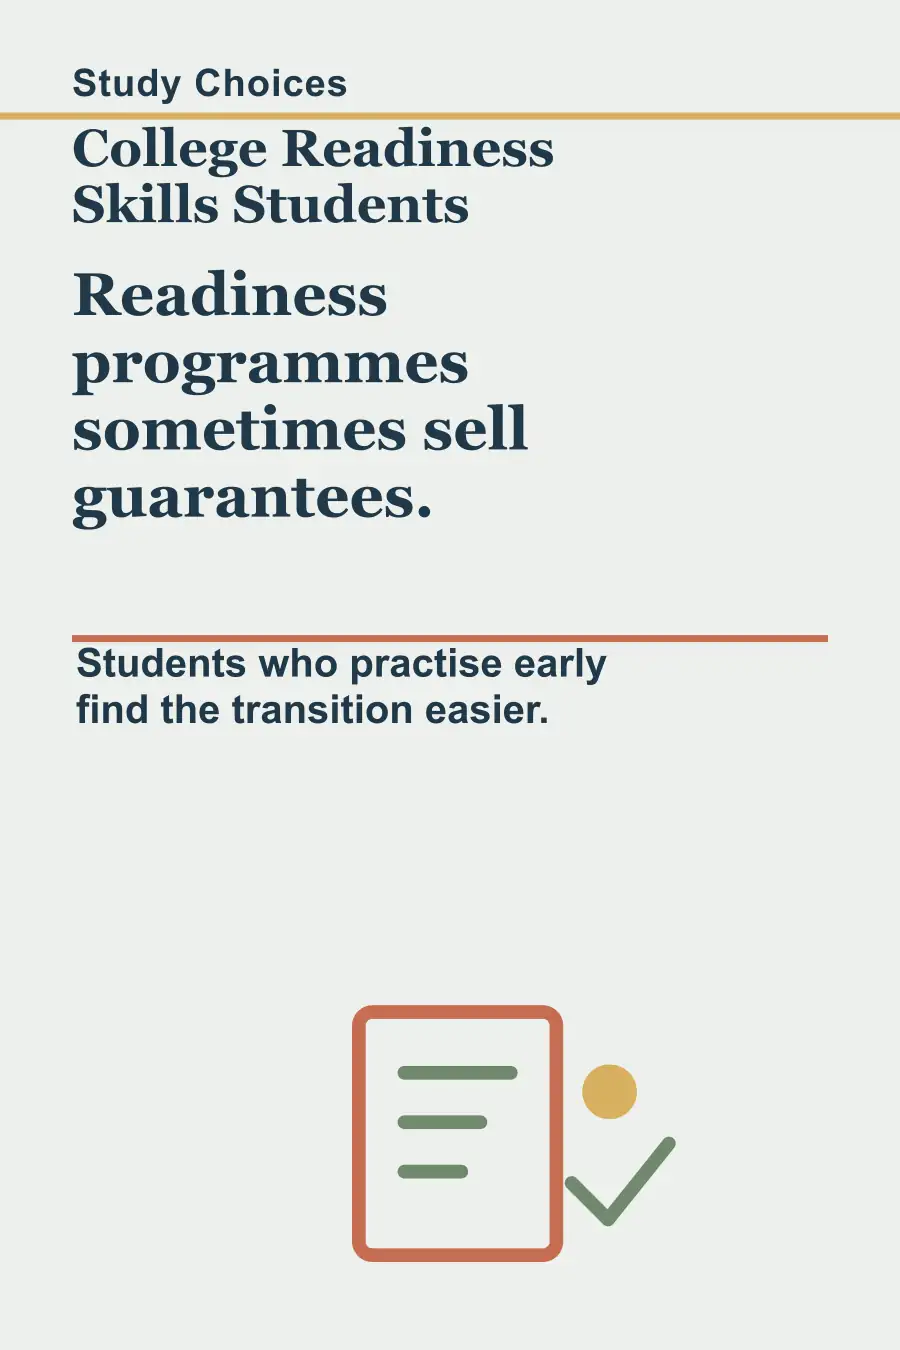 Study Choices
College Readiness
Skills Students
Readiness
programmes
sometimes sell
guarantees.
Students who practise early
find the transition easier.